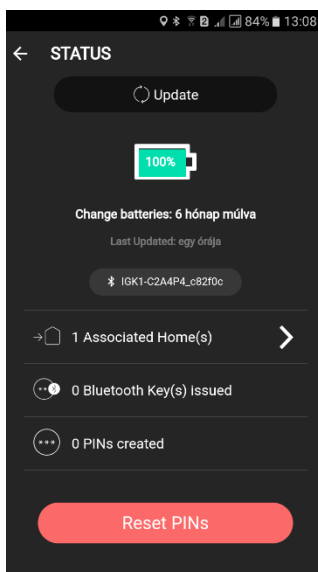 84% 13:08
STATUS
Update
100%
Change batteries: 6 hónap múlva
Last Updated: egy órája
IGK1-C2A4P4_c82f0c
1 Associated Home(s)
0 Bluetooth Key(s) issued
0 PINs created
Reset PINs